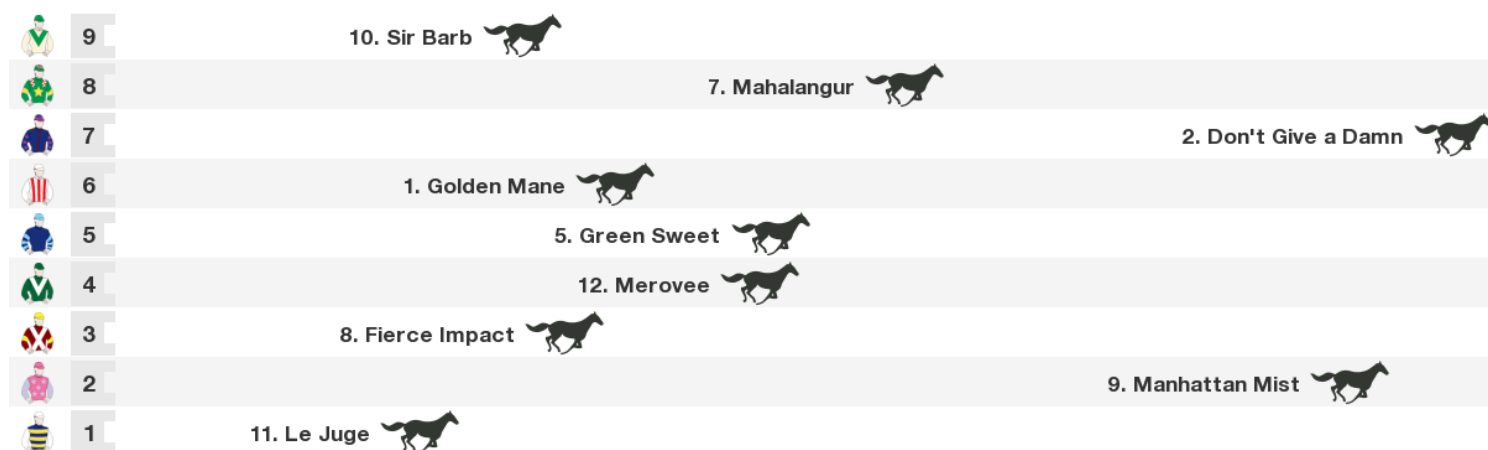 9 10. Sir Barb
8 7. Mahalangur
7 2. Don't Give a Damn
6 1. Golden Mane
5 5. Green Sweet
4 12. Merovee
3 8. Fierce Impact
2 9. Manhattan Mist
1 11. Le Juge